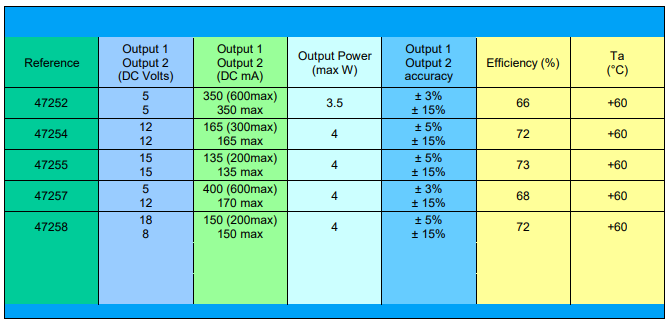 Reference
Output 1
Output 2
(DC Volts)
Output 1
Output 2
(DC mA)
Output Power
(max W)
Output 1
Output 2
accuracy
Efficiency (%)
Ta
(°C)
47252
5
5
350 (600max)
350 max
3.5
± 3%
± 15%
66
+60
47254
12
12
165 (300max)
165 max
4
± 5%
± 15%
72
+60
47255
15
15
135 (200max)
135 max
4
± 5%
± 15%
73
+60
47257
5
12
400 (600max)
170 max
4
± 3%
± 15%
68
+60
47258
18
8
150 (200max)
150 max
4
± 5%
± 15%
72
+60